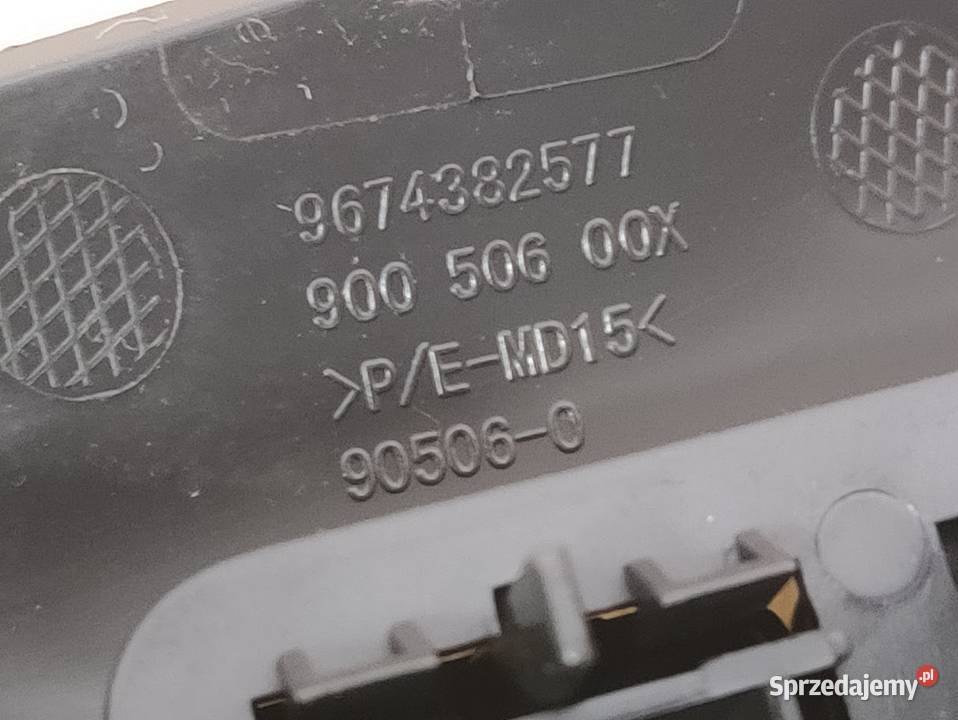 9674382577
900 506 00X
>P/E-MD15<
90506-0
Sprzedajemy.pl